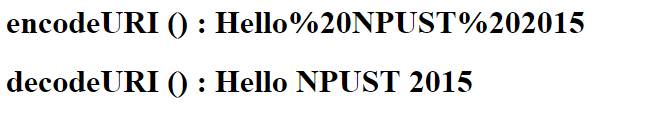 encodeURI () : Hello%20NPUST%202015
decodeURI () : Hello NPUST 2015